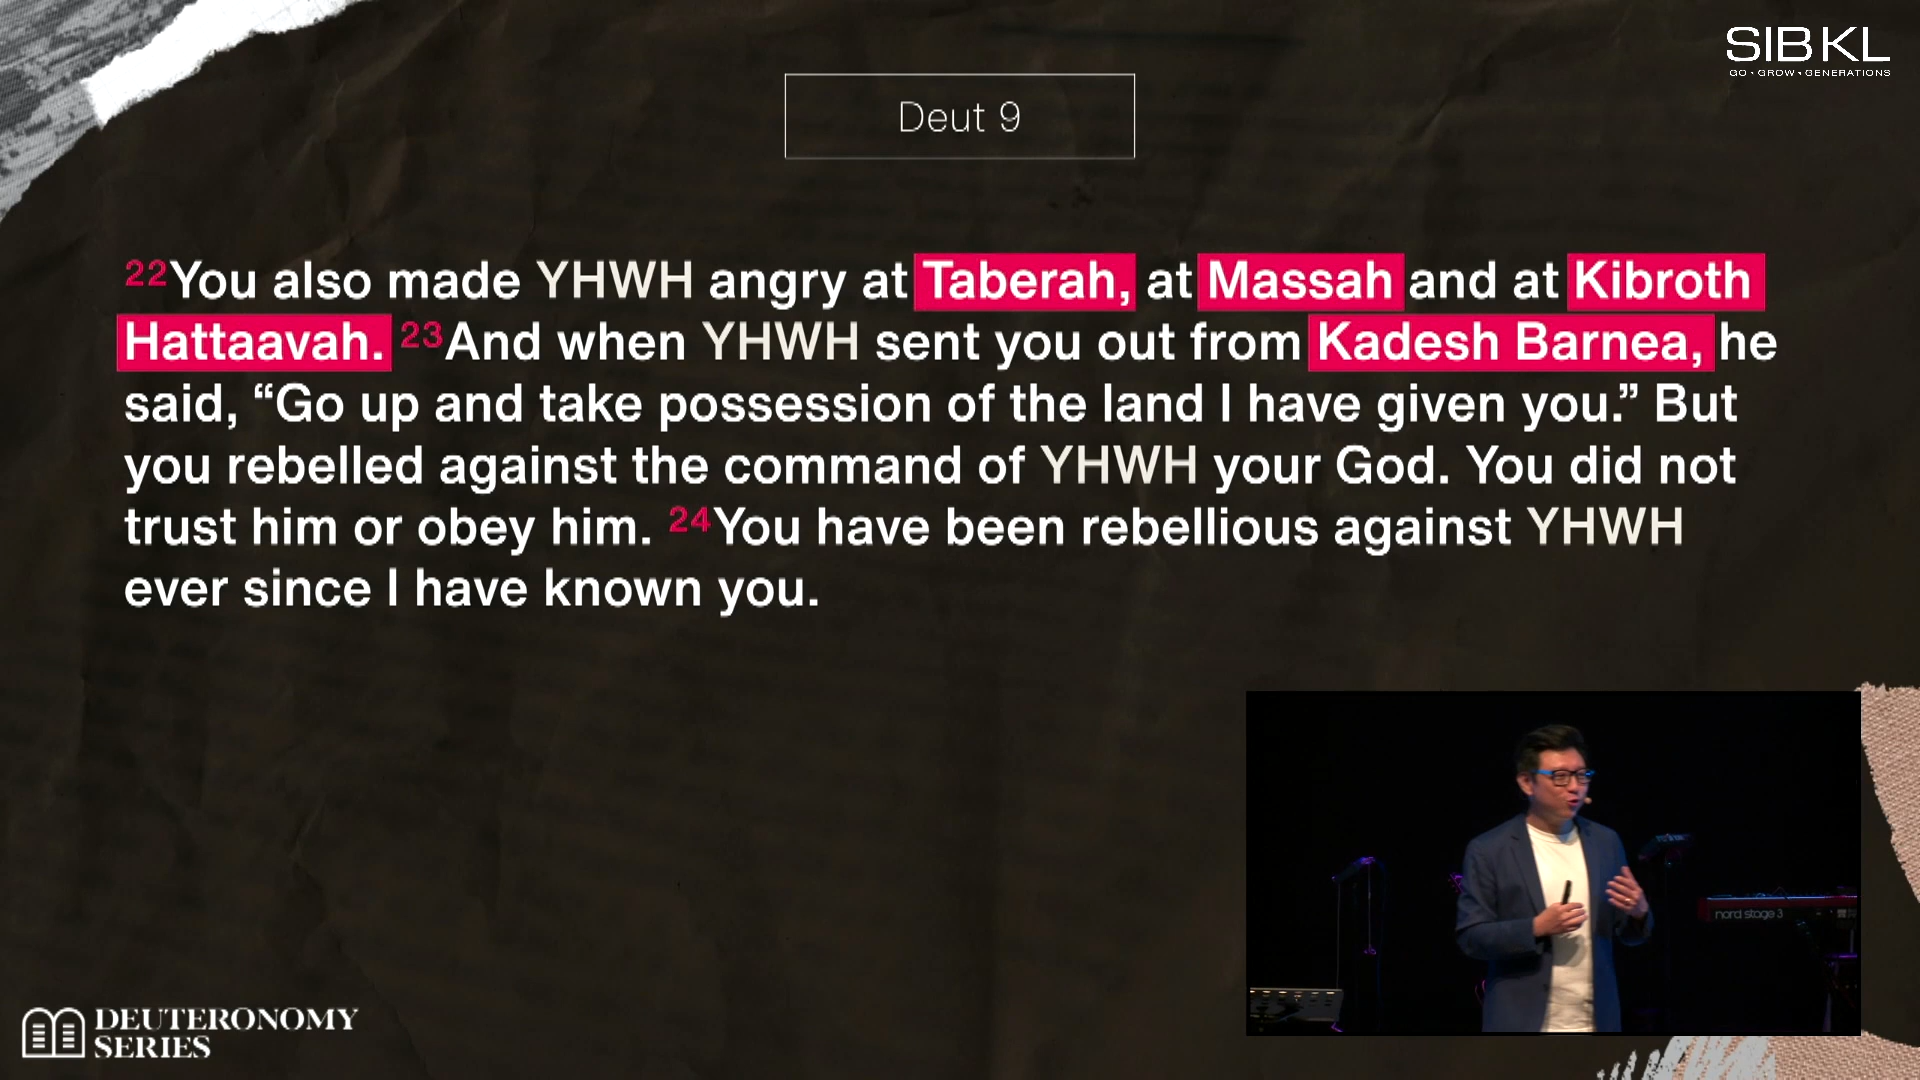 SIBKL
GO • GROW • GENERATIONS
Deut 9
22You also made YHWH angry at Taberah, at Massah and at Kibroth
Hattaavah. 23And when YHWH sent you out from Kadesh Barnea, he
said, “Go up and take possession of the land I have given you.” But
you rebelled against the command of YHWH your God. You did not
trust him or obey him. 24You have been rebellious against YHWH
ever since I have known you.
nord stage 3
DEUTERONOMY
SERIES